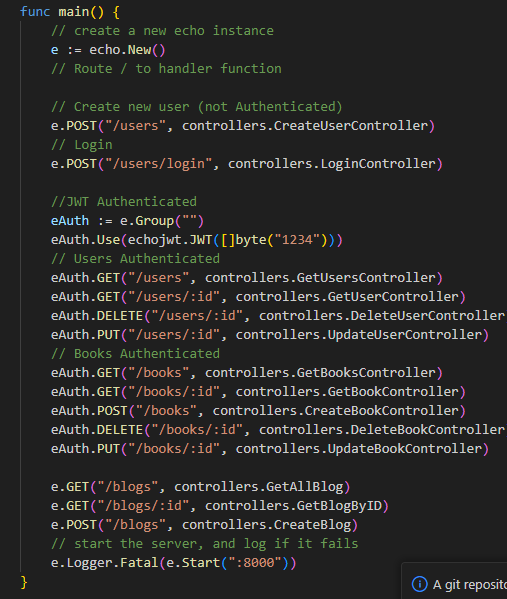 func main() {
// create a new echo instance
e := echo.New()
// Route / to handler function
// Create new user (not Authenticated)
e.POST("/users", controllers.CreateUserController)
// Login
e.POST("/users/login", controllers.LoginController)
//JWT Authenticated
eAuth := e.Group("")
eAuth.Use(echojwt.JWT([]byte("1234")))
// Users Authenticated
eAuth.GET("/users", controllers.GetUsersController)
eAuth.GET("/users/:id", controllers.GetUserController)
eAuth.DELETE("/users/:id", controllers.DeleteUserController
eAuth.PUT("/users/:id", controllers.UpdateUserController)
// Books Authenticated
eAuth.GET("/books", controllers.GetBooksController)
eAuth.GET("/books/:id", controllers.GetBookController)
eAuth.POST("/books", controllers.CreateBookController)
eAuth.DELETE("/books/:id", controllers.DeleteBookController
eAuth.PUT("/books/:id", controllers.UpdateBookController)
e.GET("/blogs", controllers.GetAllBlog)
e.GET("/blogs/:id", controllers.GetBlogByID)
e.POST("/blogs", controllers.CreateBlog)
// start the server, and log if it fails
e.Logger.Fatal(e.Start(":8000"))
}
A git reposito